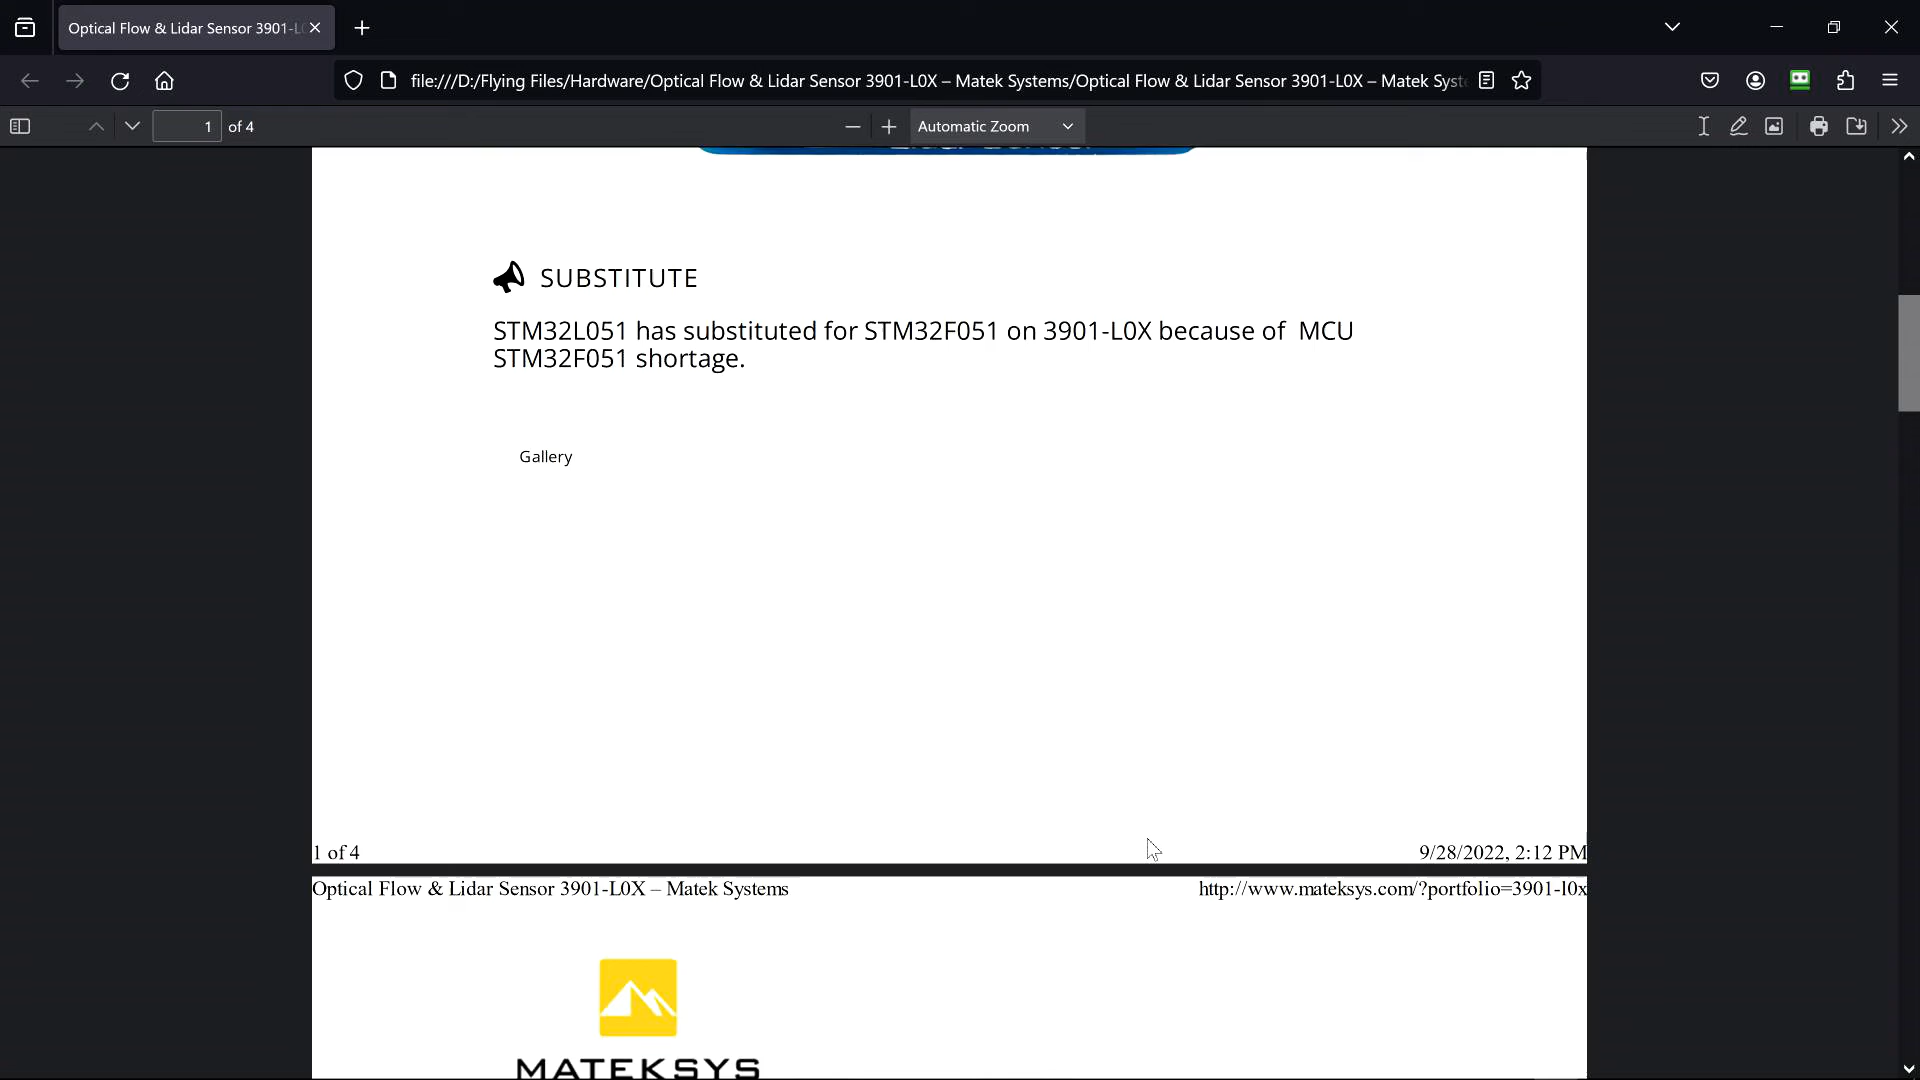 Optical Flow & Lidar Sensor 3901-L
file:///D:/Flying Files/Hardware/Optical Flow & Lidar Sensor 3901-L0X – Matek Systems/Optical Flow & Lidar Sensor 3901-L0X – Matek Syst
1 of 4
Automatic Zoom
SUBSTITUTE
STM32L051 has substituted for STM32F051 on 3901-L0X because of MCU
STM32F051 shortage.
Gallery
1 of 4 9/28/2022, 2:12 PM
Optical Flow & Lidar Sensor 3901-L0X – Matek Systems http://www.mateksys.com/?portfolio=3901-l0x
MATEKSYS